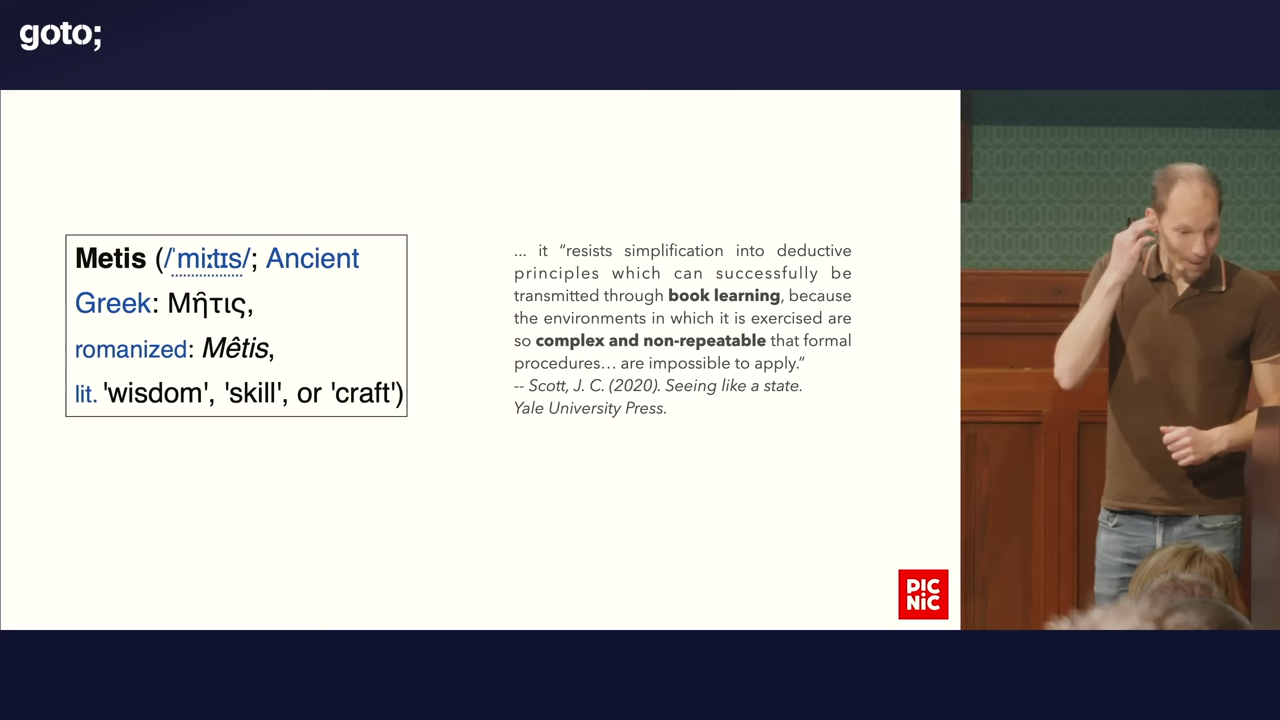 goto;
Metis (/ˈmiːtɪs/; Ancient
Greek: Μῆτις,
romanized: Mêtis,
lit. 'wisdom', 'skill', or 'craft')
... it “resists simplification into deductive
principles which can successfully be
transmitted through book learning, because
the environments in which it is exercised are
so complex and non-repeatable that formal
procedures… are impossible to apply.”
-- Scott, J. C. (2020). Seeing like a state.
Yale University Press.
PIC
NiC